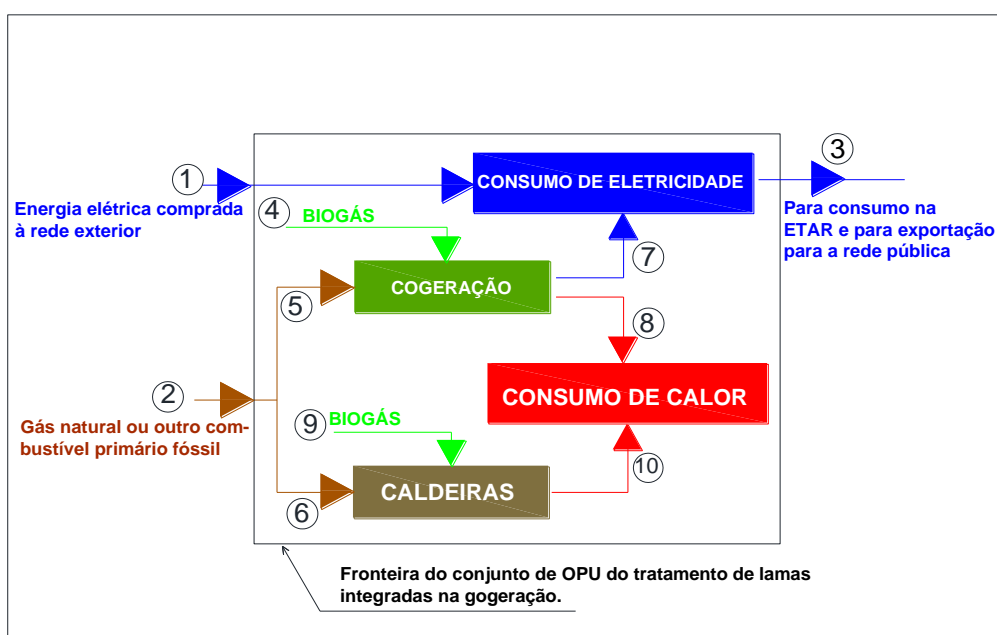 3
1
CONSUMO DE ELETRICIDADE
Energia elétrica comprada
à rede exterior
Para consumo na
ETAR e para exportação
para a rede pública
4
BIOGÁS
7
COGERAÇÃO
5
8
2
CONSUMO DE CALOR
Gás natural ou outro com-
bustível primário fóssil
9
BIOGÁS
10
CALDEIRAS
6
Fronteira do conjunto de OPU do tratamento de lamas
integradas na gogeração.